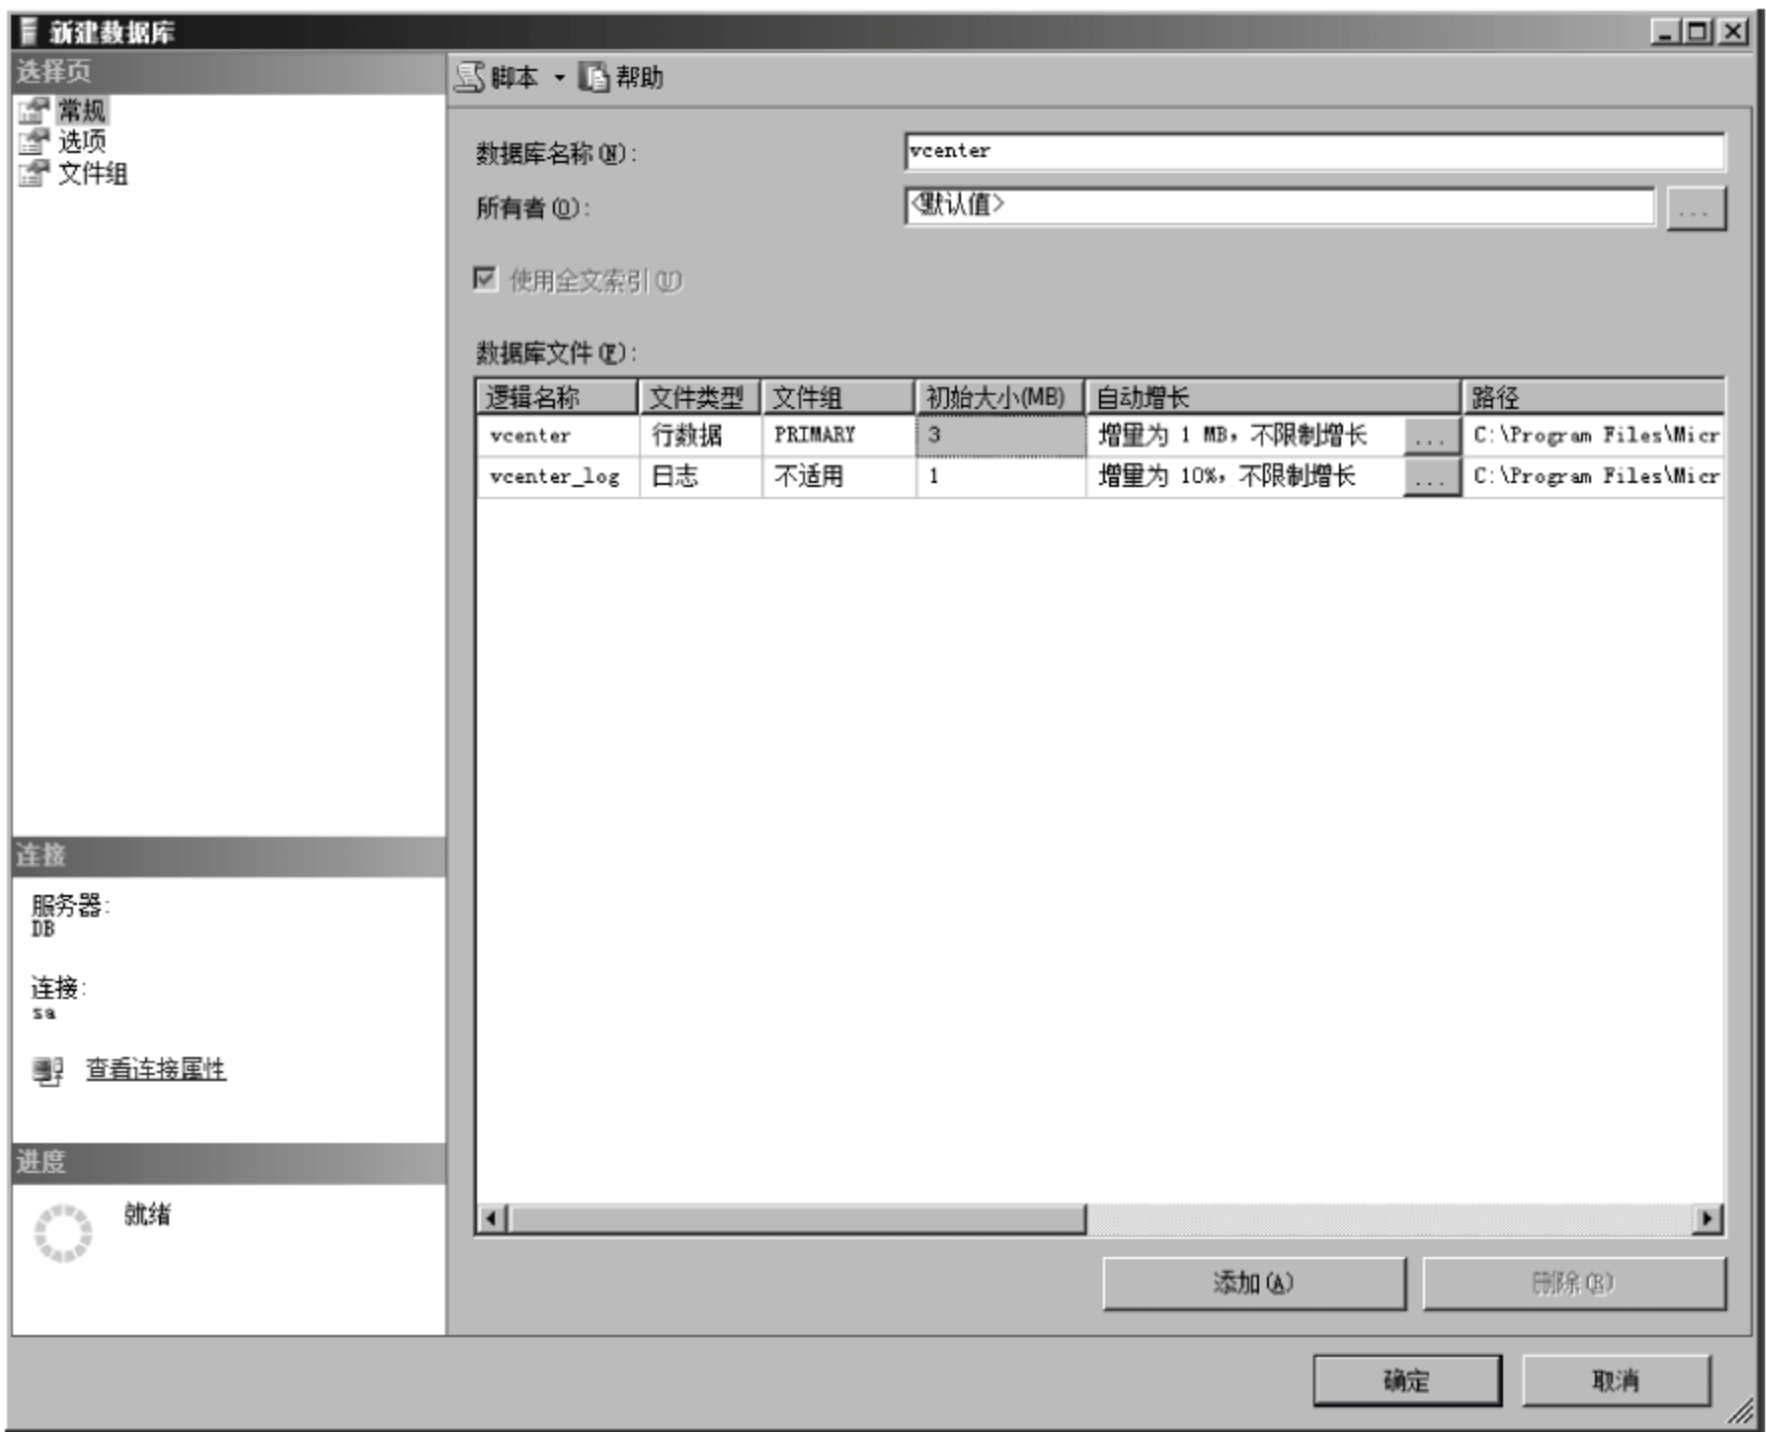 新建数据库
选择页
常规
选项
文件组
脚本 帮助
数据库名称(N): vcenter
所有者(O): <默认值> ...
使用全文索引(U)
数据库文件(F):
逻辑名称 文件类型 文件组 初始大小(MB) 自动增长 路径
vcenter 行数据 PRIMARY 3 增量为 1 MB，不限制增长 ... C:\Program Files\Micr
vcenter_log 日志 不适用 1 增量为 10%，不限制增长 ... C:\Program Files\Micr
连接
服务器:
DB
连接:
sa
查看连接属性
进度
就绪
添加(A) 删除(R)
确定 取消